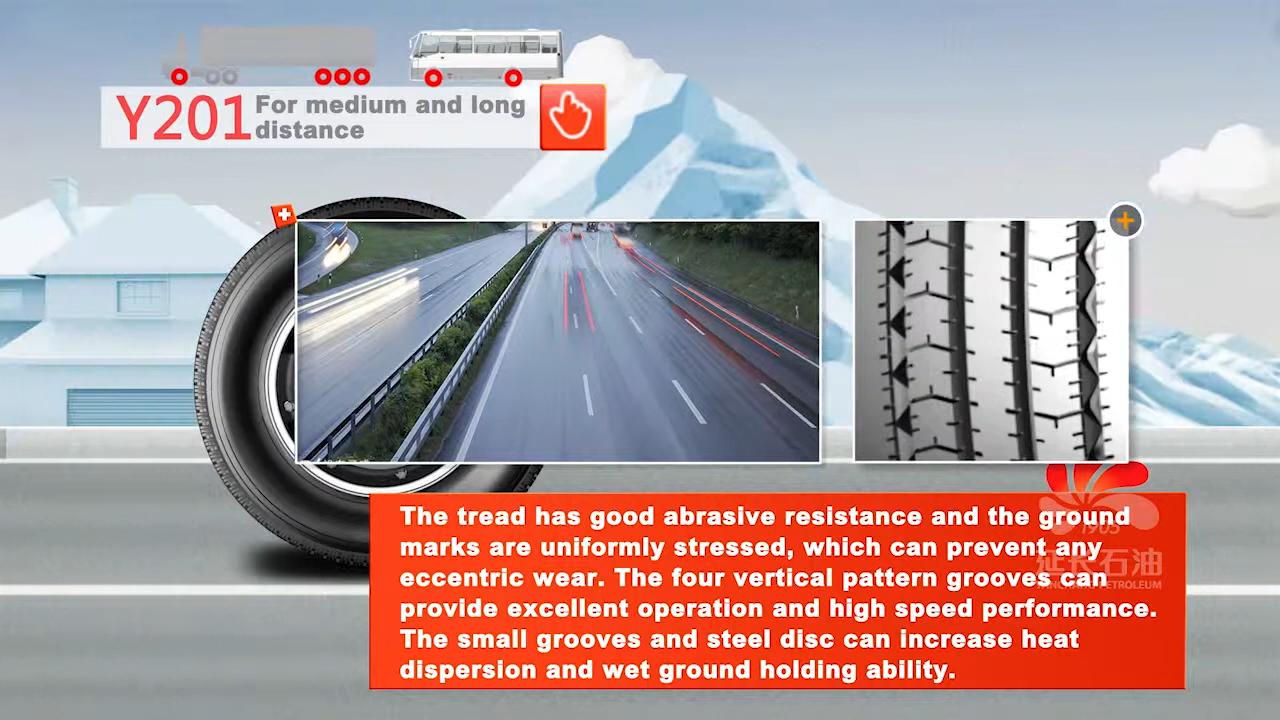 Y201
For medium and long
distance
The tread has good abrasive resistance and the ground
marks are uniformly stressed, which can prevent any
eccentric wear. The four vertical pattern grooves can
provide excellent operation and high speed performance.
The small grooves and steel disc can increase heat
dispersion and wet ground holding ability.
1905
延长石油
YANCHANG PETROLEUM